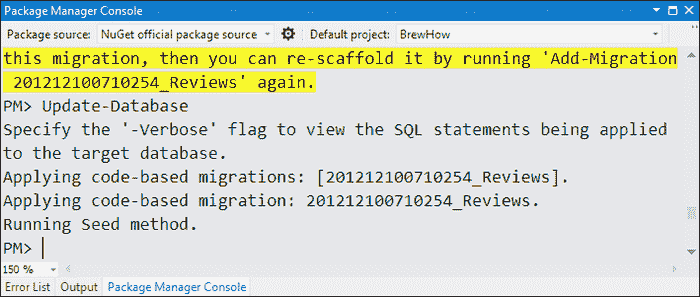 Package Manager Console
Package source: NuGet official package source Default project: BrewHow
this migration, then you can re-scaffold it by running 'Add-Migration
201212100710254_Reviews' again.
PM> Update-Database
Specify the '-Verbose' flag to view the SQL statements being applied
to the target database.
Applying code-based migrations: [201212100710254_Reviews].
Applying code-based migration: 201212100710254_Reviews.
Running Seed method.
PM>
150 %
Error List Output Package Manager Console